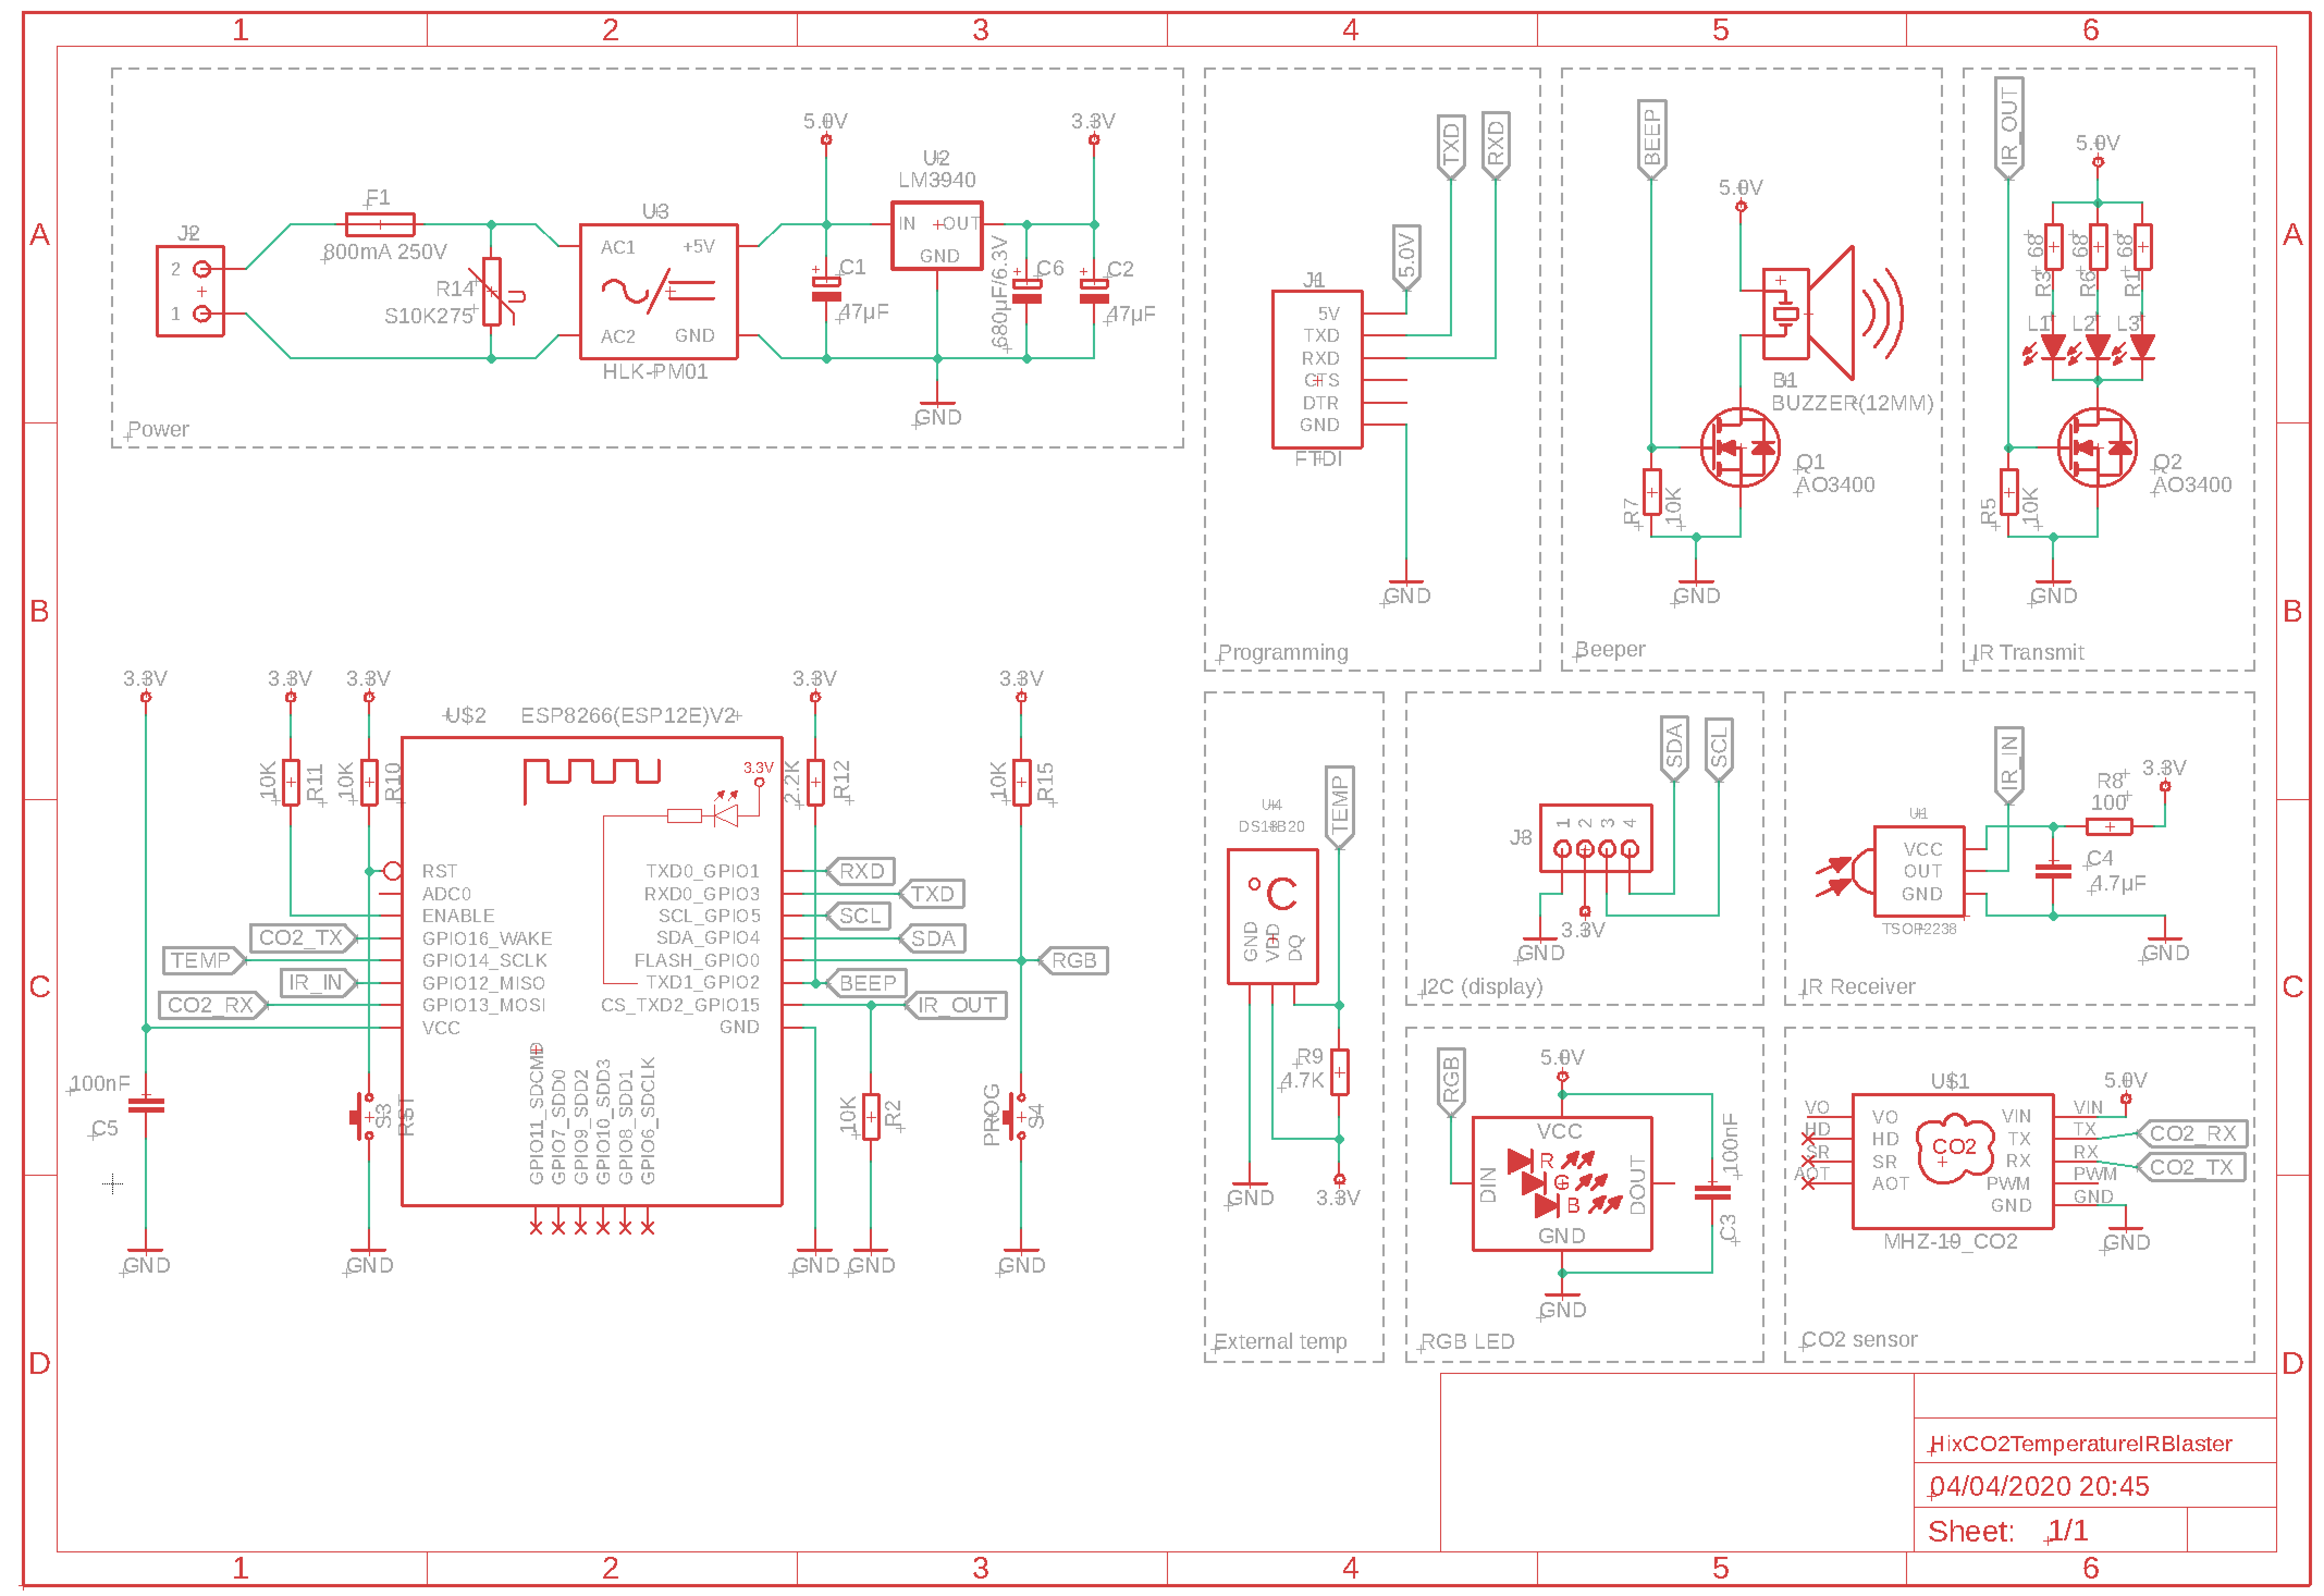 1 2 3 4 5 6
A
B
C
D
A
B
C
D
1 2 3 4 5 6
Power
J2
2
1
F1
800mA 250V
R14
S10K275
U
U3
AC1
AC2
+5V
GND
HLK-PM01
5.0V
C1
47µF
U2
LM3940
IN
OUT
GND
680µF/6.3V
C6
3.3V
C2
47µF
GND
Programming
TXD
RXD
5.0V
J1
5V
TXD
RXD
CTS
DTR
GND
FTDI
GND
Beeper
BEEP
5.0V
B1
BUZZER(12MM)
Q1
AO3400
R7
10K
GND
IR Transmit
IR_OUT
5.0V
68
68
68
R3
R6
R1
L1
L2
L3
Q2
AO3400
R5
10K
GND
3.3V
3.3V
3.3V
3.3V
3.3V
U$2
ESP8266(ESP12E)V2
10K
R11
10K
R10
3.3V
2.2K
R12
10K
R15
RST
ADC0
ENABLE
GPIO16_WAKE
GPIO14_SCLK
GPIO12_MISO
GPIO13_MOSI
VCC
CO2_TX
TEMP
IR_IN
CO2_RX
TXD0_GPIO1
RXD0_GPIO3
SCL_GPIO5
SDA_GPIO4
FLASH_GPIO0
TXD1_GPIO2
CS_TXD2_GPIO15
GND
RXD
TXD
SCL
SDA
RGB
BEEP
IR_OUT
GPIO11_SDCMD
GPIO7_SDD0
GPIO9_SDD2
GPIO10_SDD3
GPIO8_SDD1
GPIO6_SDCLK
100nF
C5
S3
RST
10K
R2
PROG
S4
GND
GND
GND
GND
GND
External temp
TEMP
U4
DS18B20
°C
GND
VDD
DQ
R9
4.7K
GND
3.3V
I2C (display)
SDA
SCL
J3
1 2 3 4
3.3V
GND
IR Receiver
IR_IN
R8
100
3.3V
U1
VCC
OUT
GND
TSOP2238
C4
4.7µF
GND
RGB LED
RGB
5.0V
VCC
DIN
R
G
B
DOUT
GND
100nF
C3
GND
CO2 sensor
U$1
5.0V
VO
HD
SR
AOT
VO
HD
SR
AOT
CO2
VIN
TX
RX
PWM
GND
VIN
TX
RX
PWM
GND
CO2_RX
CO2_TX
MHZ-19_CO2
GND
HixCO2TemperatureIRBlaster
04/04/2020 20:45
Sheet: 1/1